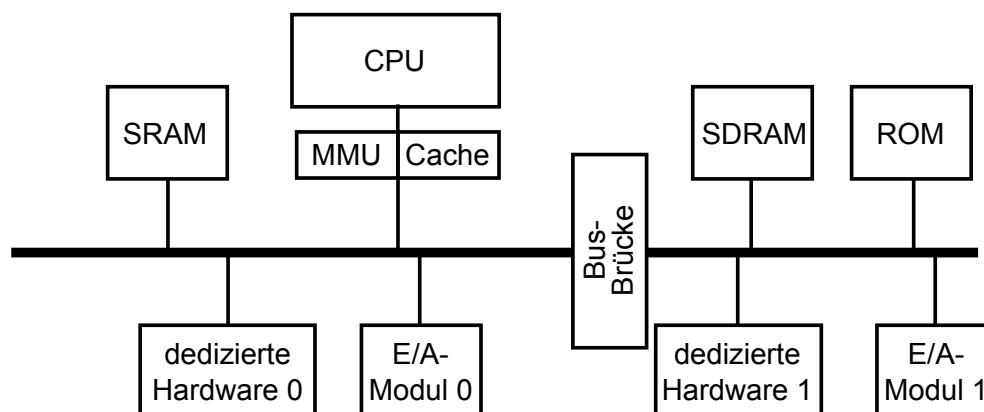 CPU
SRAM
MMU
Cache
SDRAM
ROM
Bus-
Brücke
dedizierte
Hardware 0
E/A-
Modul 0
dedizierte
Hardware 1
E/A-
Modul 1